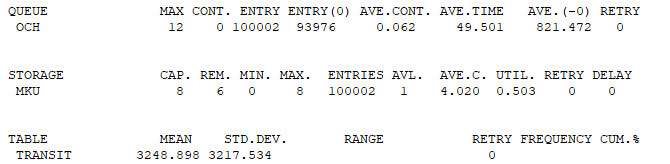 QUEUE MAX CONT. ENTRY ENTRY(0) AVE.CONT. AVE.TIME AVE.(-0) RETRY
OCH 12 0 100002 93976 0.062 49.501 821.472 0
STORAGE CAP. REM. MIN. MAX. ENTRIES AVL. AVE.C. UTIL. RETRY DELAY
MKU 8 6 0 8 100002 1 4.020 0.503 0 0
TABLE MEAN STD.DEV. RANGE RETRY FREQUENCY CUM.%
TRANSIT 3248.898 3217.534 0